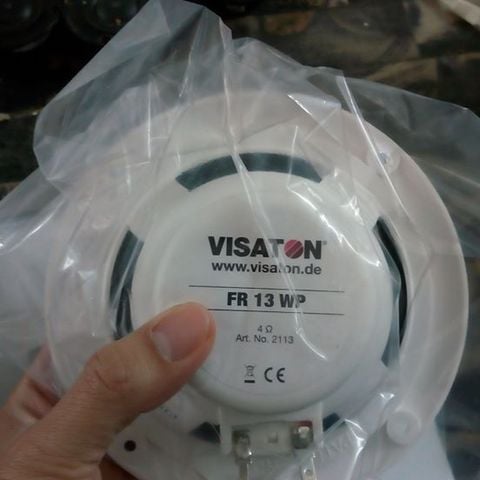 VISATON®
www.visaton.de
FR 13 WP
4 Ω
Art. No. 2113
CE